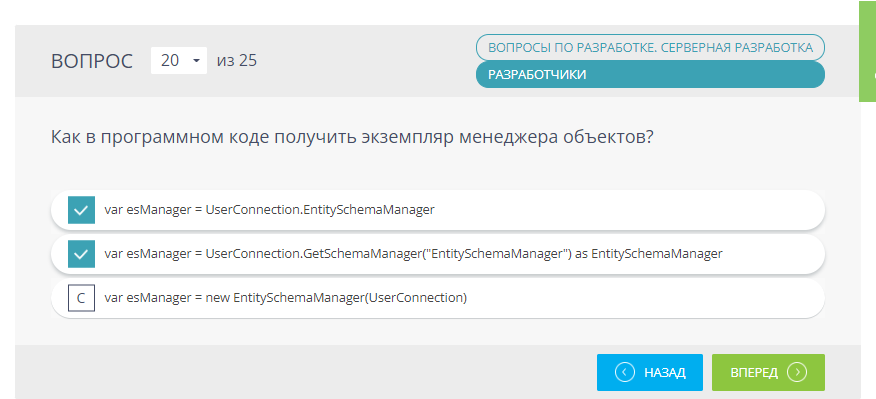 ВОПРОС 20 из 25
ВОПРОСЫ ПО РАЗРАБОТКЕ. СЕРВЕРНАЯ РАЗРАБОТКА
РАЗРАБОТЧИКИ
Как в программном коде получить экземпляр менеджера объектов?
var esManager = UserConnection.EntitySchemaManager
var esManager = UserConnection.GetSchemaManager("EntitySchemaManager") as EntitySchemaManager
C var esManager = new EntitySchemaManager(UserConnection)
НАЗАД ВПЕРЕД